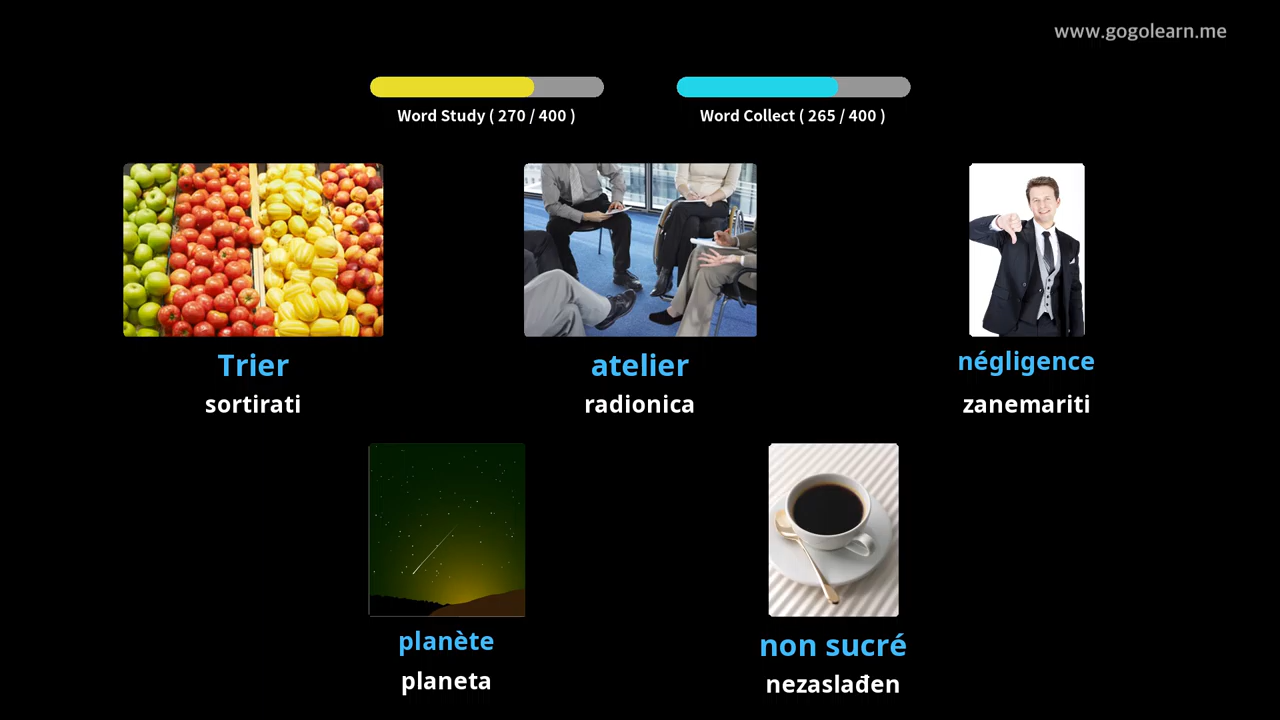 www.gogolearn.me
Word Study ( 270 / 400 )
Word Collect ( 265 / 400 )
Trier
atelier
négligence
sortirati
radionica
zanemariti
planète
non sucré
planeta
nezaslađen